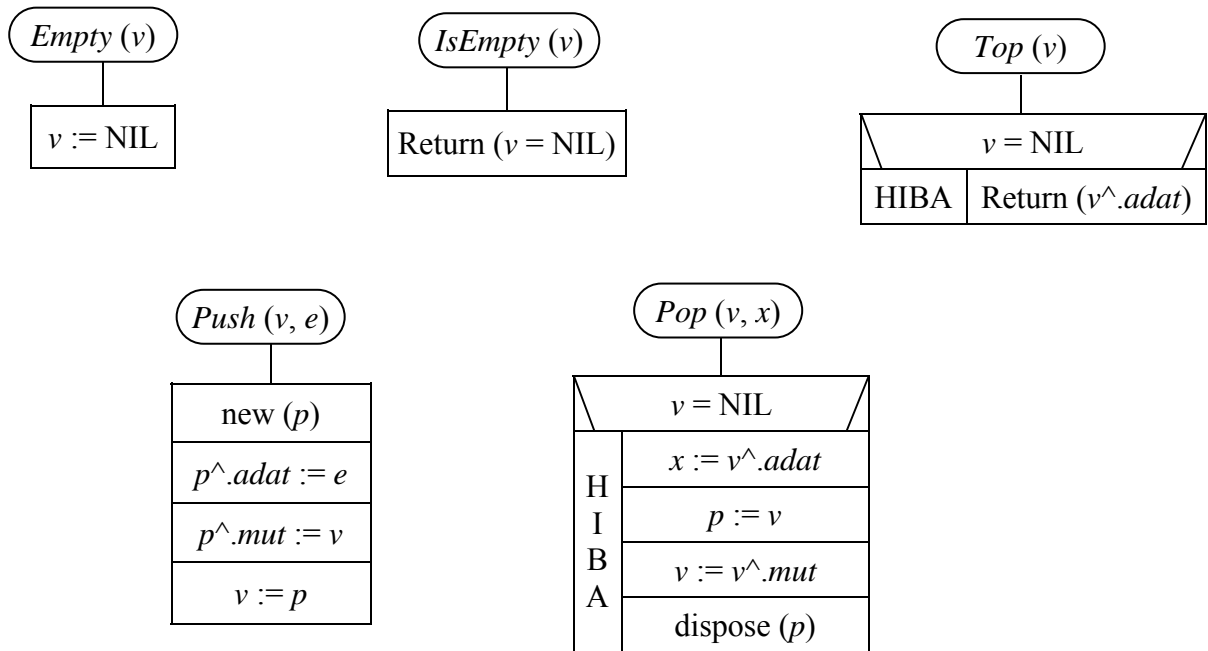 Empty (v)
v := NIL
IsEmpty (v)
Return (v = NIL)
Top (v)
v = NIL
HIBA
Return (v^.adat)
Push (v, e)
new (p)
p^.adat := e
p^.mut := v
v := p
Pop (v, x)
v = NIL
H
I
B
A
x := v^.adat
p := v
v := v^.mut
dispose (p)